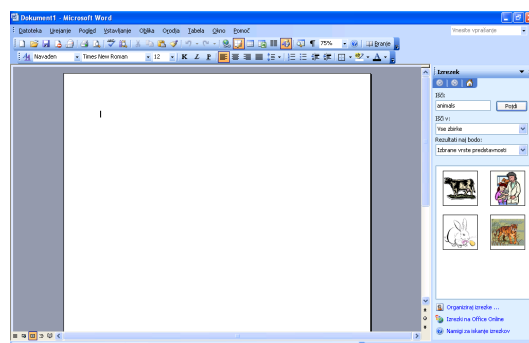 Dokument1 - Microsoft Word
Datoteka Urejanje Pogled Vstavljanje Oblika Orodja Tabela Okno Pomoč
Vnesite vprašanje
75%
Branje
Navaden
Times New Roman
12
K L P
Izrezek
Išči:
animals
Pojdi
Išči v:
Vse zbirke
Rezultati naj bodo:
Izbrane vrste predstavnosti
Organiziraj izrezke ...
Izrezki na Office Online
Namigi za iskanje izrezkov